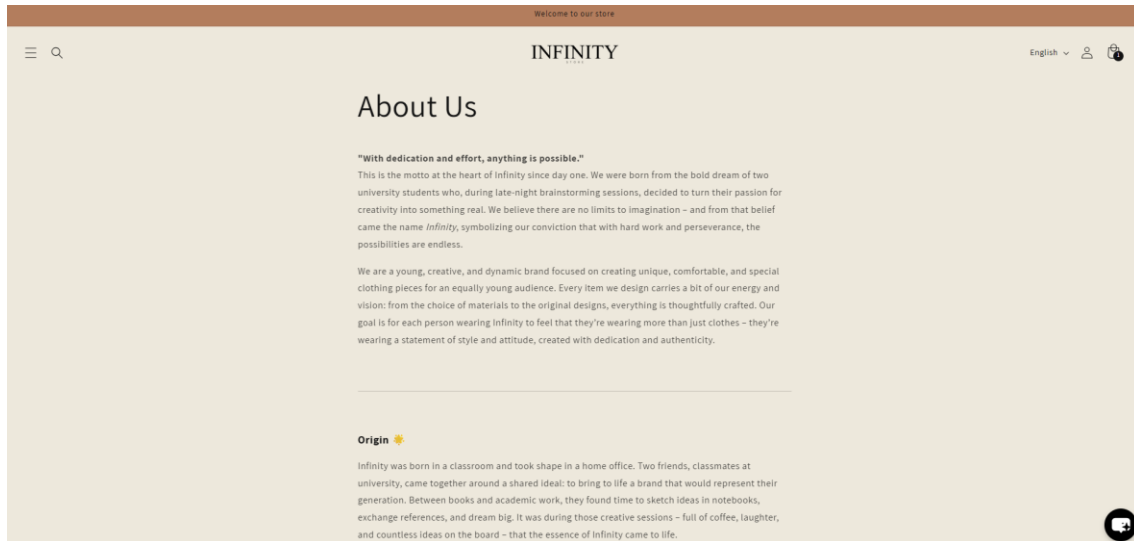 Welcome to our store
INFINITY
English
1
About Us
"With dedication and effort, anything is possible."
This is the motto at the heart of Infinity since day one. We were born from the bold dream of two
university students who, during late-night brainstorming sessions, decided to turn their passion for
creativity into something real. We believe there are no limits to imagination – and from that belief
came the name Infinity, symbolizing our conviction that with hard work and perseverance, the
possibilities are endless.
We are a young, creative, and dynamic brand focused on creating unique, comfortable, and special
clothing pieces for an equally young audience. Every item we design carries a bit of our energy and
vision: from the choice of materials to the original designs, everything is thoughtfully crafted. Our
goal is for each person wearing Infinity to feel that they're wearing more than just clothes – they're
wearing a statement of style and attitude, created with dedication and authenticity.
Origin ☀️
Infinity was born in a classroom and took shape in a home office. Two friends, classmates at
university, came together around a shared ideal: to bring to life a brand that would represent their
generation. Between books and academic work, they found time to sketch ideas in notebooks,
exchange references, and dream big. It was during those creative sessions – full of coffee, laughter,
and countless ideas on the board – that the essence of Infinity came to life.